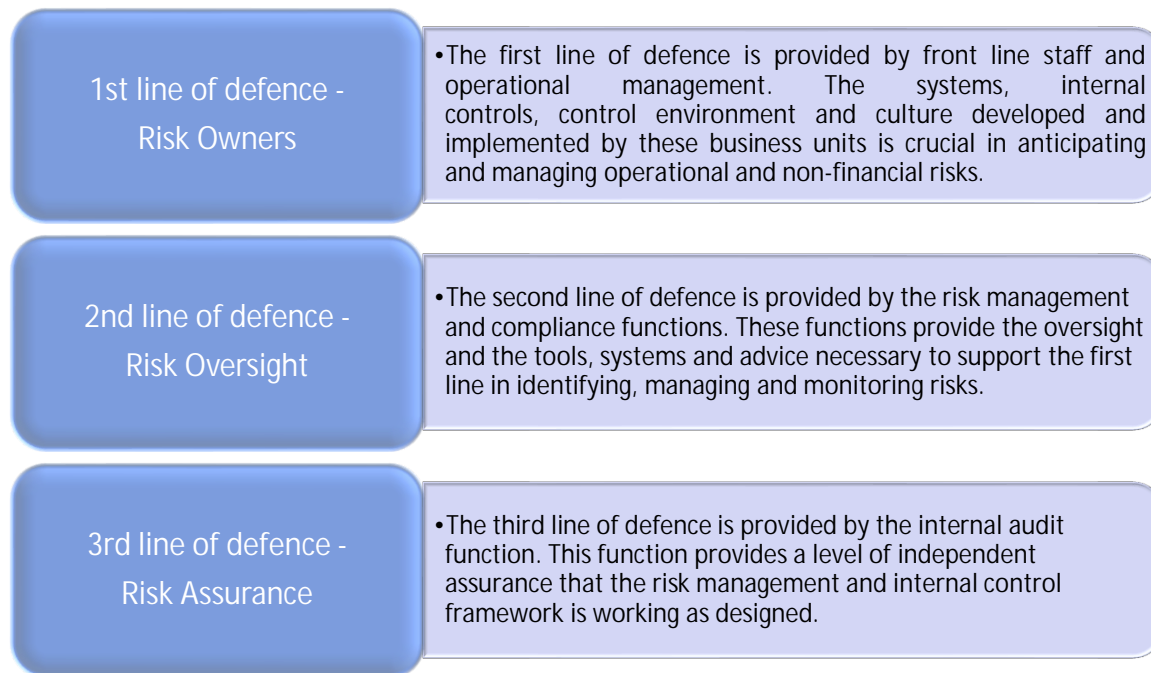 1st line of defence -
Risk Owners
•The first line of defence is provided by front line staff and
operational management. The systems, internal
controls, control environment and culture developed and
implemented by these business units is crucial in anticipating
and managing operational and non-financial risks.
2nd line of defence -
Risk Oversight
•The second line of defence is provided by the risk management
and compliance functions. These functions provide the oversight
and the tools, systems and advice necessary to support the first
line in identifying, managing and monitoring risks.
3rd line of defence -
Risk Assurance
•The third line of defence is provided by the internal audit
function. This function provides a level of independent
assurance that the risk management and internal control
framework is working as designed.